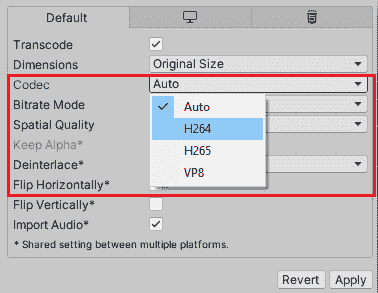 Default
Transcode
Dimensions Original Size
Codec Auto
Bitrate Mode Auto
Spatial Quality H264
Keep Alpha* H265
Deinterlace* VP8
Flip Horizontally*
Flip Vertically*
Import Audio*
* Shared setting between multiple platforms.
Revert Apply